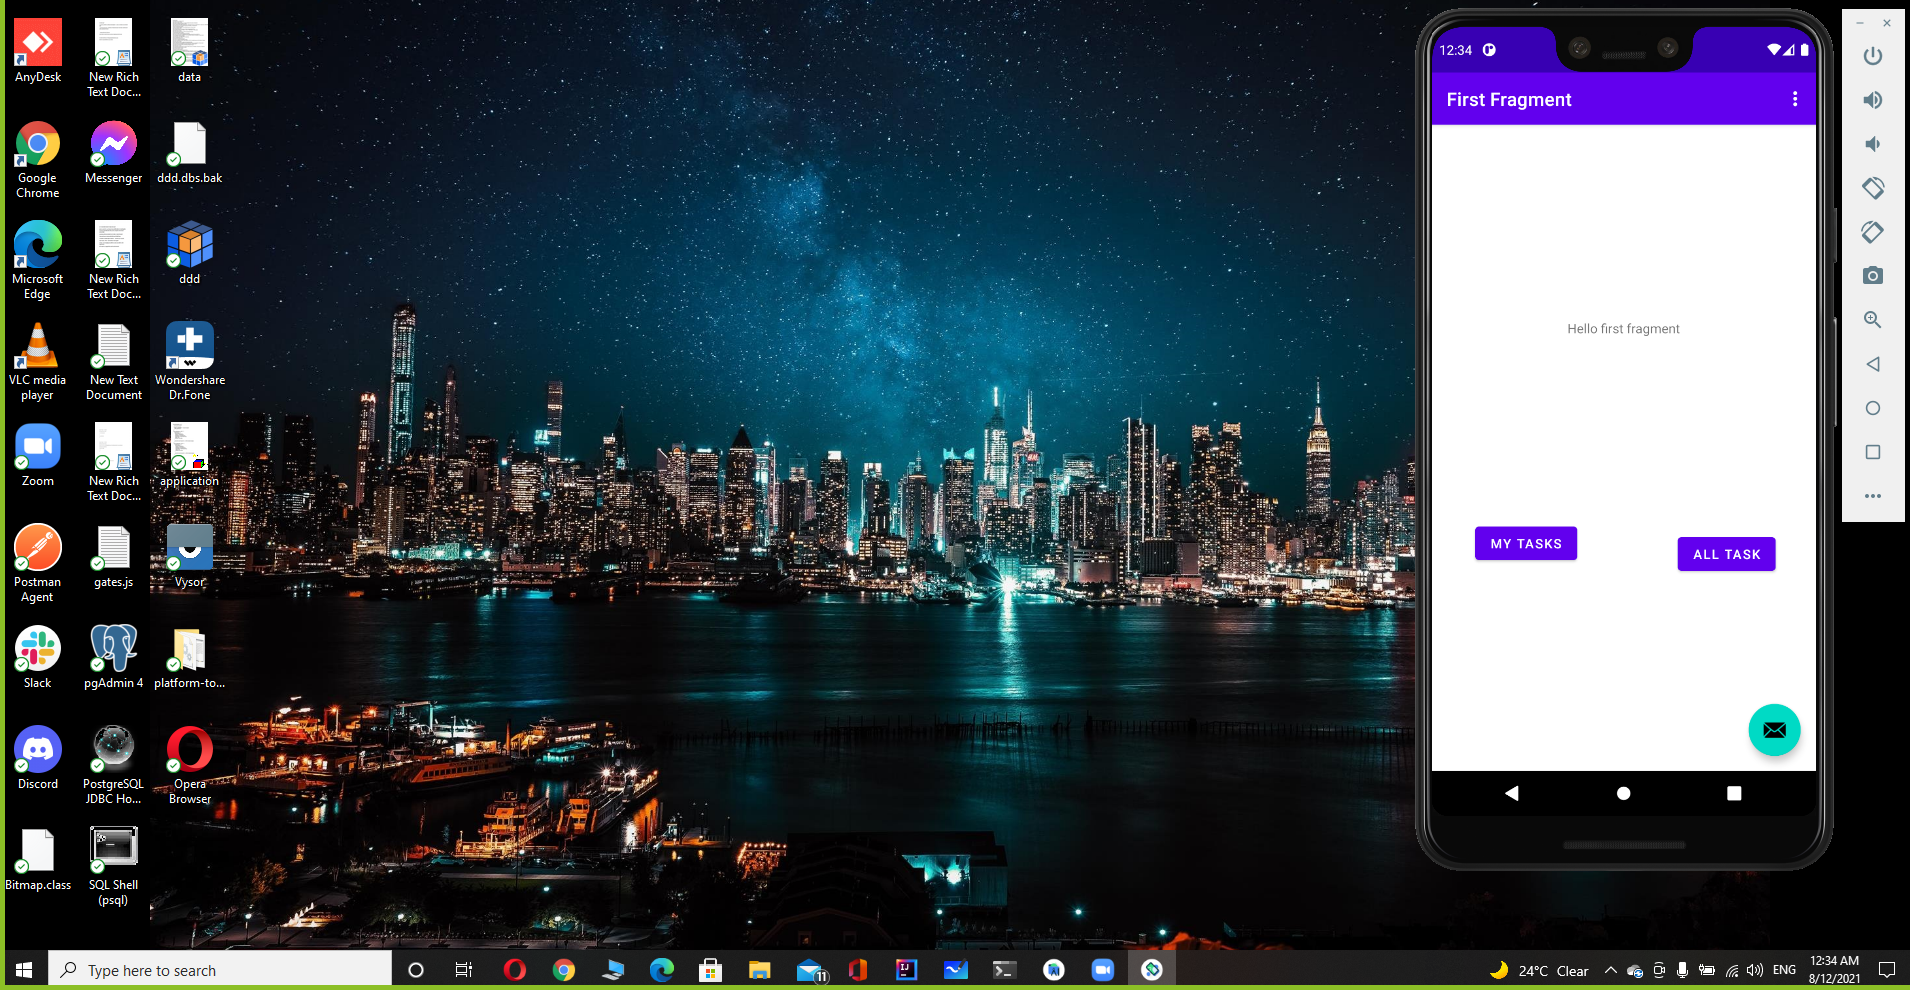 AnyDesk
New Rich
Text Doc...
data
Google
Chrome
Messenger
ddd.dbs.bak
Microsoft
Edge
New Rich
Text Doc...
ddd
VLC media
player
New Text
Document
Wondershare
Dr.Fone
Zoom
New Rich
Text Doc...
application
Postman
Agent
gates.js
Vysor
Slack
pgAdmin 4
platform-to...
Discord
PostgreSQL
JDBC Ho...
Opera
Browser
Bitmap.class
SQL Shell
(psql)
12:34
First Fragment
Hello first fragment
MY TASKS
ALL TASK
Type here to search
11
24°C Clear
ENG
12:34 AM
8/12/2021